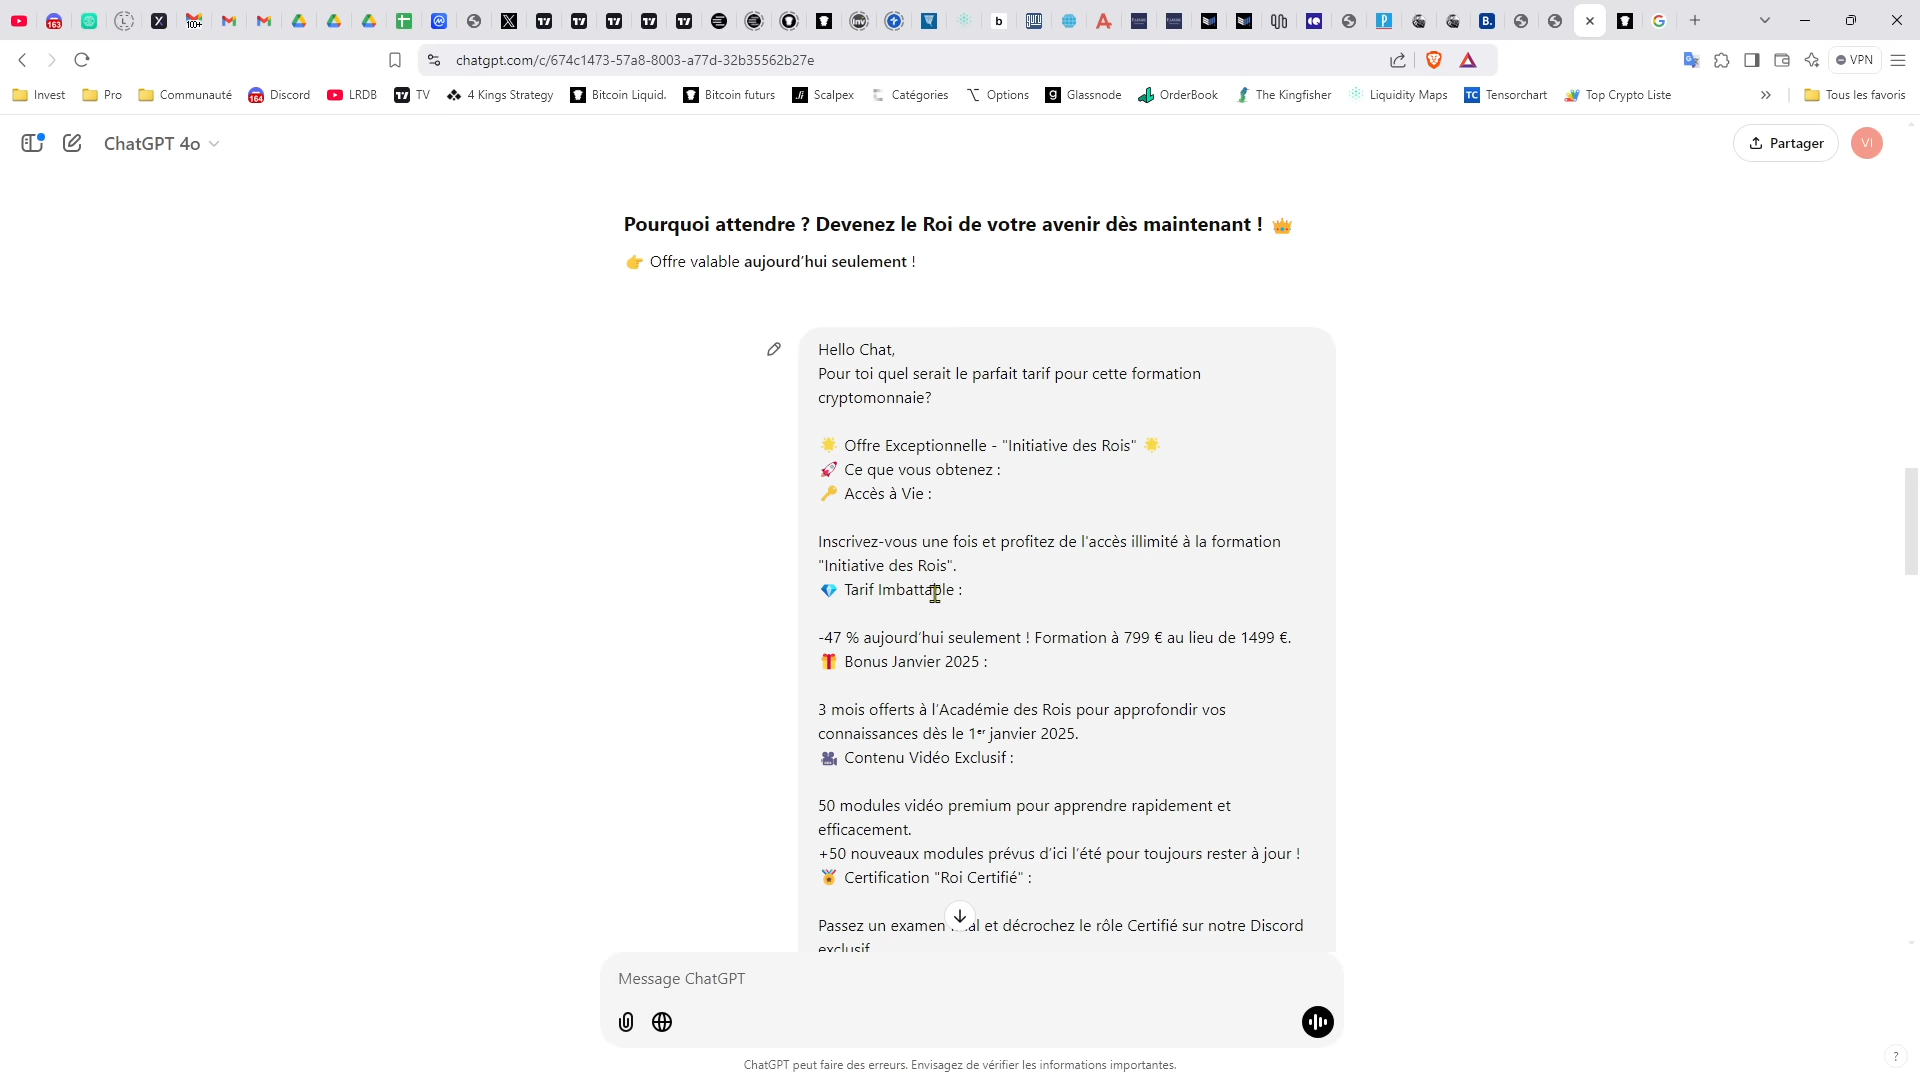 163
100+
chatgpt.com/c/674c1473-57a8-8003-a77d-32b35562b27e
VPN
Invest
Pro
Communauté
164
Discord
LRDB
TV
4 Kings Strategy
Bitcoin Liquid.
Bitcoin futurs
Scalpex
Catégories
Options
Glassnode
OrderBook
The Kingfisher
Liquidity Maps
TC
Tensorchart
Top Crypto Liste
»
Tous les favoris
ChatGPT 4o
Partager
VI
Pourquoi attendre ? Devenez le Roi de votre avenir dès maintenant ! 👑
👉 Offre valable aujourd'hui seulement !
Hello Chat,
Pour toi quel serait le parfait tarif pour cette formation
cryptomonnaie?
🌟 Offre Exceptionnelle - "Initiative des Rois" 🌟
🚀 Ce que vous obtenez :
🔑 Accès à Vie :
Inscrivez-vous une fois et profitez de l'accès illimité à la formation
"Initiative des Rois".
💎 Tarif Imbattable :
-47 % aujourd'hui seulement ! Formation à 799 € au lieu de 1499 €.
🎁 Bonus Janvier 2025 :
3 mois offerts à l'Académie des Rois pour approfondir vos
connaissances dès le 1ᵉʳ janvier 2025.
🎥 Contenu Vidéo Exclusif :
50 modules vidéo premium pour apprendre rapidement et
efficacement.
+50 nouveaux modules prévus d'ici l'été pour toujours rester à jour !
🏅 Certification "Roi Certifié" :
Passez un examen et décrochez le rôle Certifié sur notre Discord
exclusif
Message ChatGPT
ChatGPT peut faire des erreurs. Envisagez de vérifier les informations importantes.
?